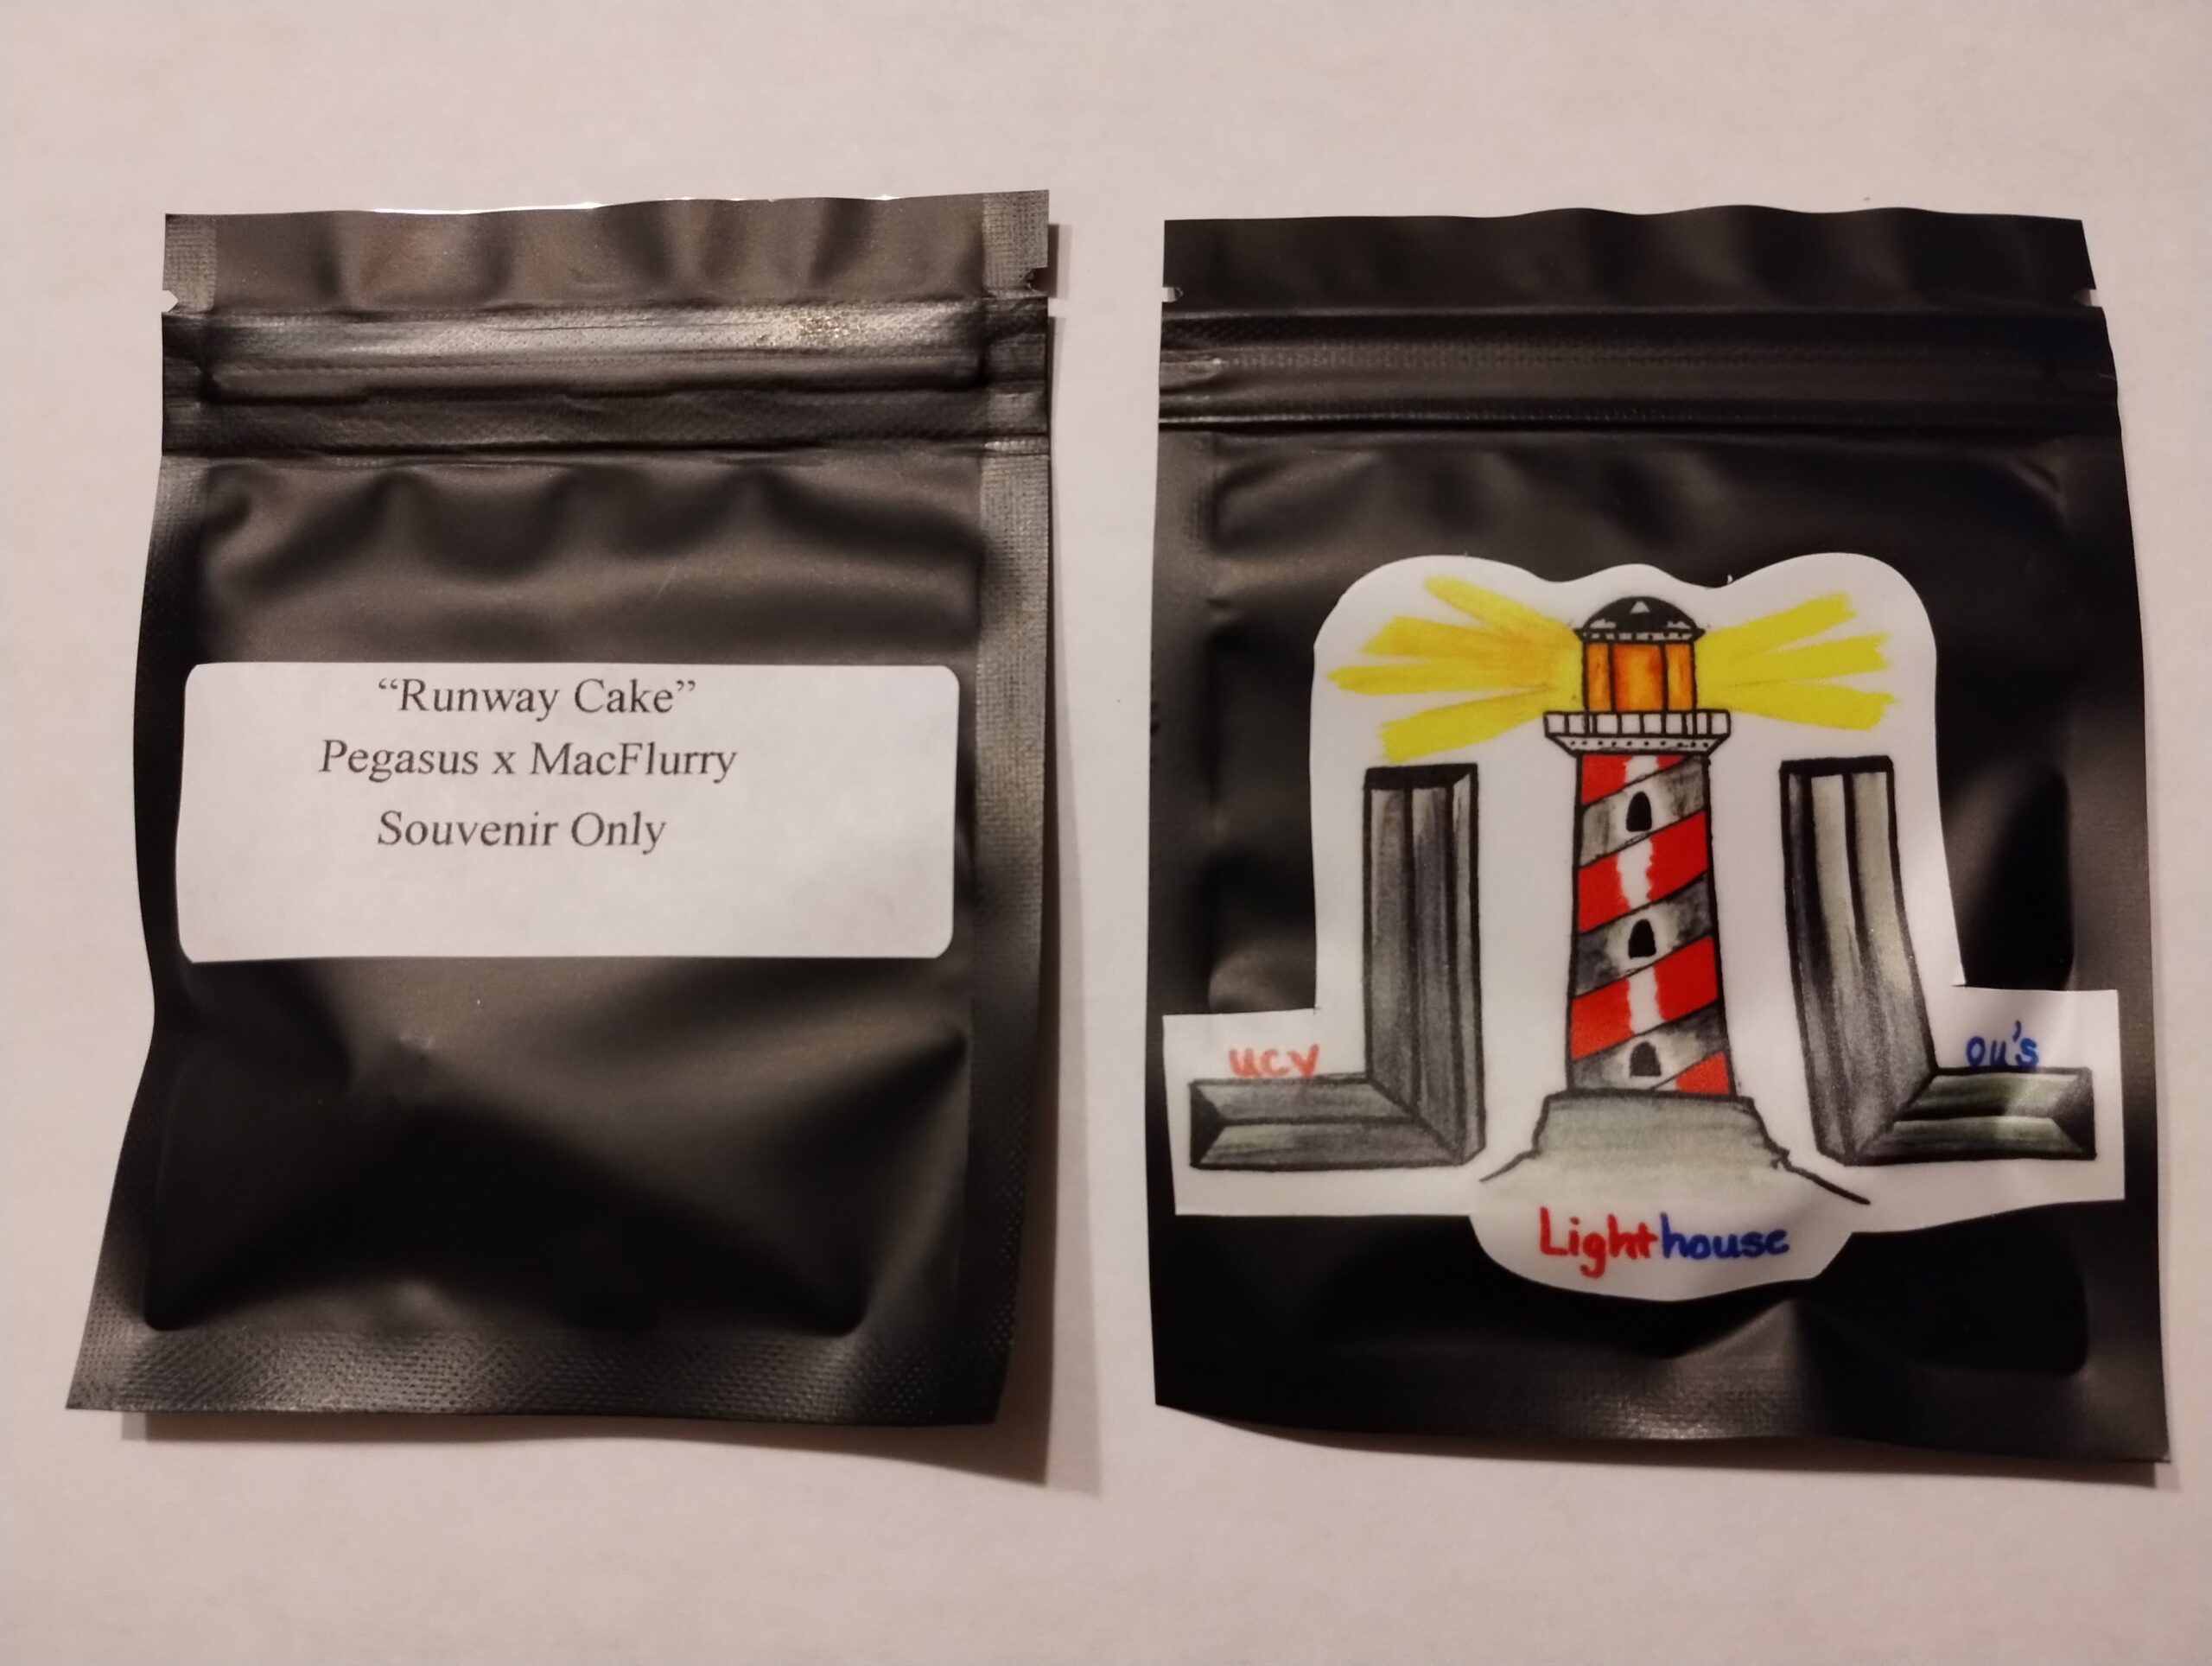 “Runway Cake”
Pegasus x MacFlurry
Souvenir Only
ucv
ou's
Lighthouse